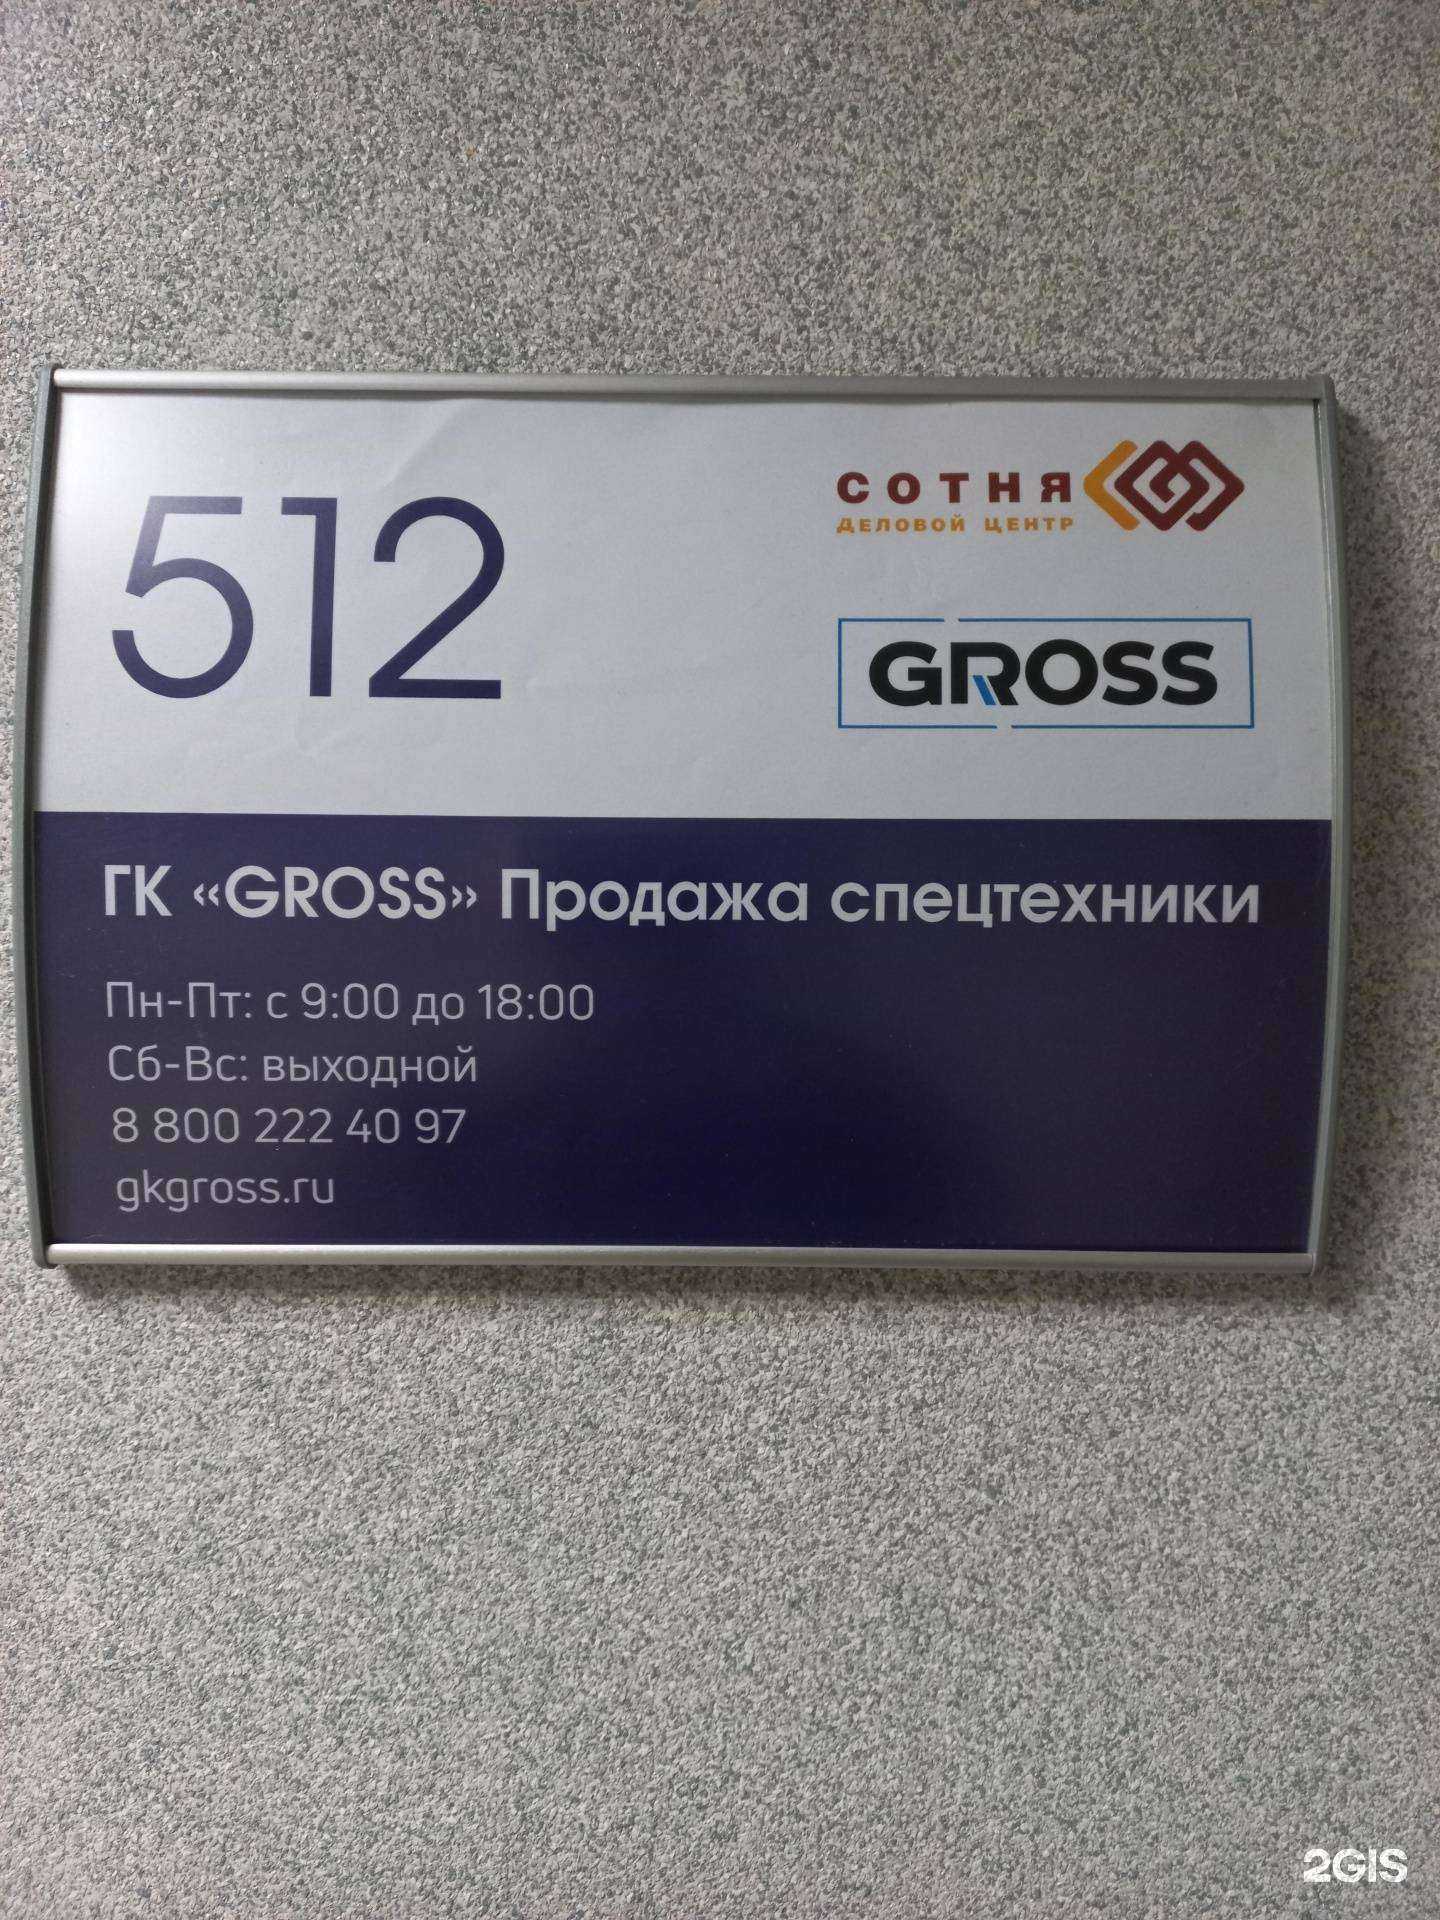 512
СОТНЯ
ДЕЛОВОЙ ЦЕНТР
GROSS
ГК «GROSS» Продажа спецтехники
Пн-Пт: с 9:00 до 18:00
Сб-Вс: выходной
8 800 222 40 97
gkgross.ru
2GIS